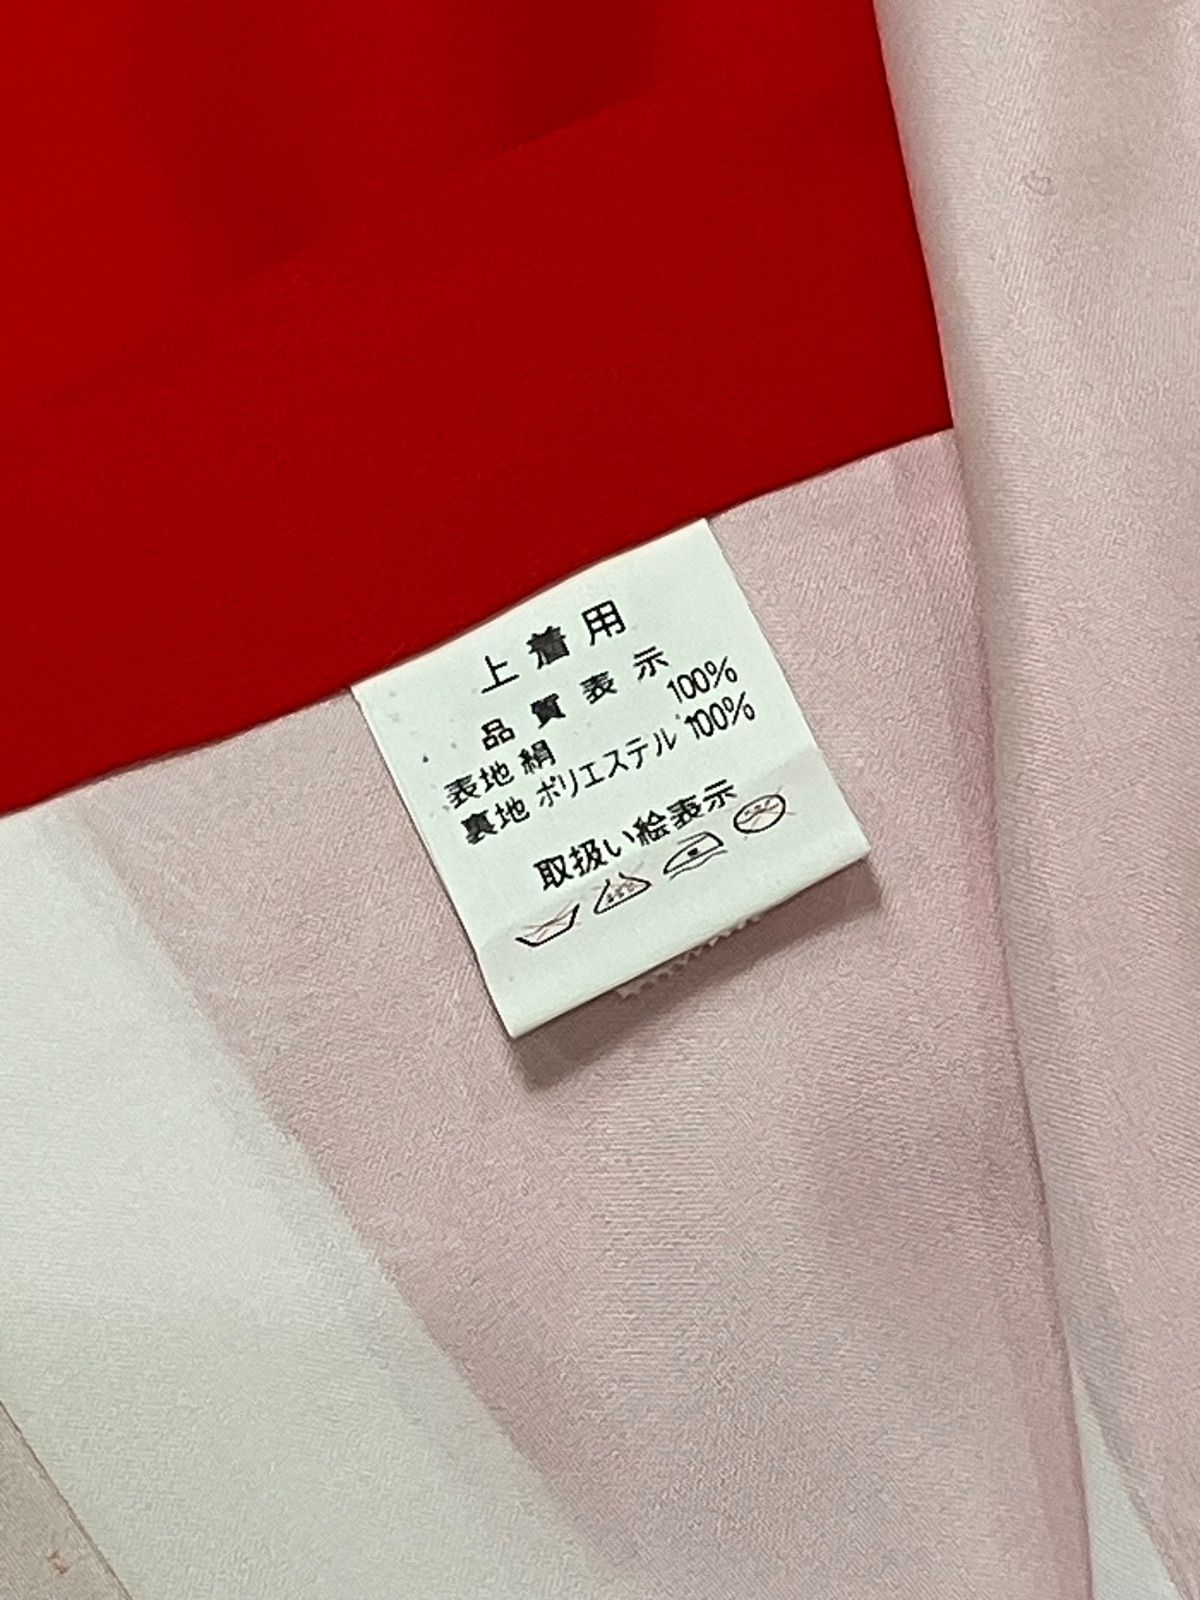 上着用
品質表示
表地 絹 100%
裏地 ポリエステル 100%
取扱い絵表示